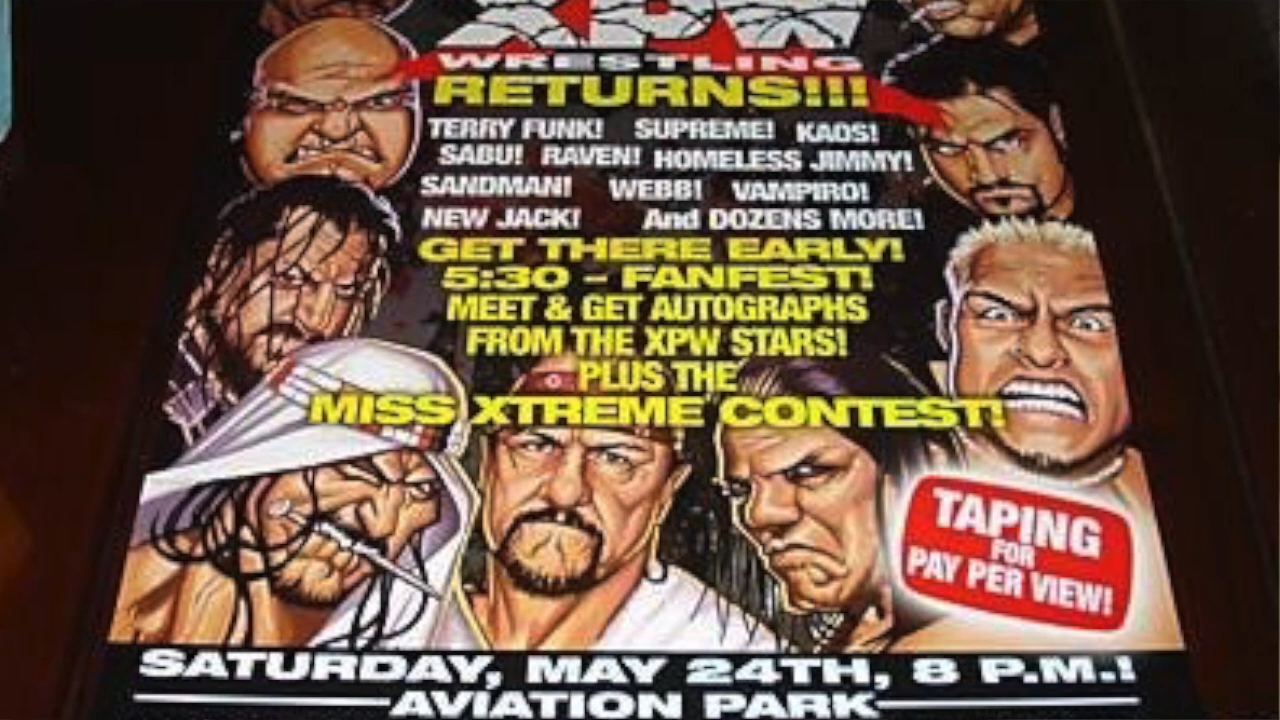 XPW
WRESTLING
RETURNS!!!
TERRY FUNK! SUPREME! KAOS!
SABU! RAVEN! HOMELESS JIMMY!
SANDMAN! WEBB! VAMPIRO!
NEW JACK! And DOZENS MORE!
GET THERE EARLY!
5:30 - FANFEST!
MEET & GET AUTOGRAPHS
FROM THE XPW STARS!
PLUS THE
MISS XTREME CONTEST!
TAPING
FOR
PAY PER VIEW!
SATURDAY, MAY 24TH, 8 P.M.!
AVIATION PARK